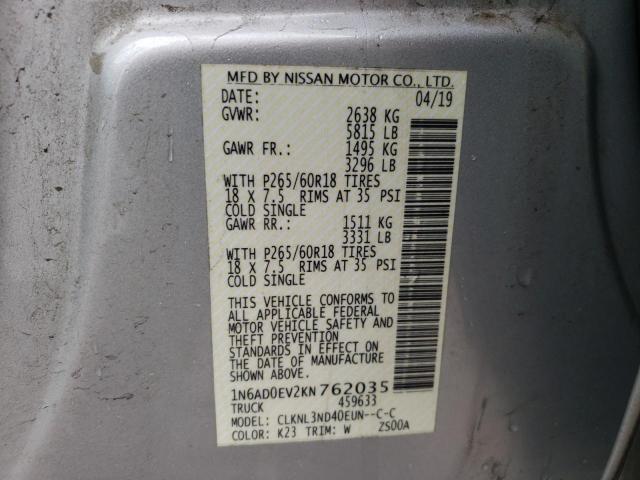 MFD BY NISSAN MOTOR CO., LTD.
DATE: 04/19
GVWR: 2638 KG
5815 LB
GAWR FR.: 1495 KG
3296 LB
WITH P265/60R18 TIRES
18 X 7.5 RIMS AT 35 PSI
COLD SINGLE
GAWR RR.: 1511 KG
3331 LB
WITH P265/60R18 TIRES
18 X 7.5 RIMS AT 35 PSI
COLD SINGLE
THIS VEHICLE CONFORMS TO
ALL APPLICABLE FEDERAL
MOTOR VEHICLE SAFETY AND
THEFT PREVENTION
STANDARDS IN EFFECT ON
THE DATE OF MANUFACTURE
SHOWN ABOVE.
1N6AD0EV2KN762035
TRUCK 459633
MODEL: CLKNL3ND40EUN--C-C
COLOR: K23 TRIM: W ZS00A